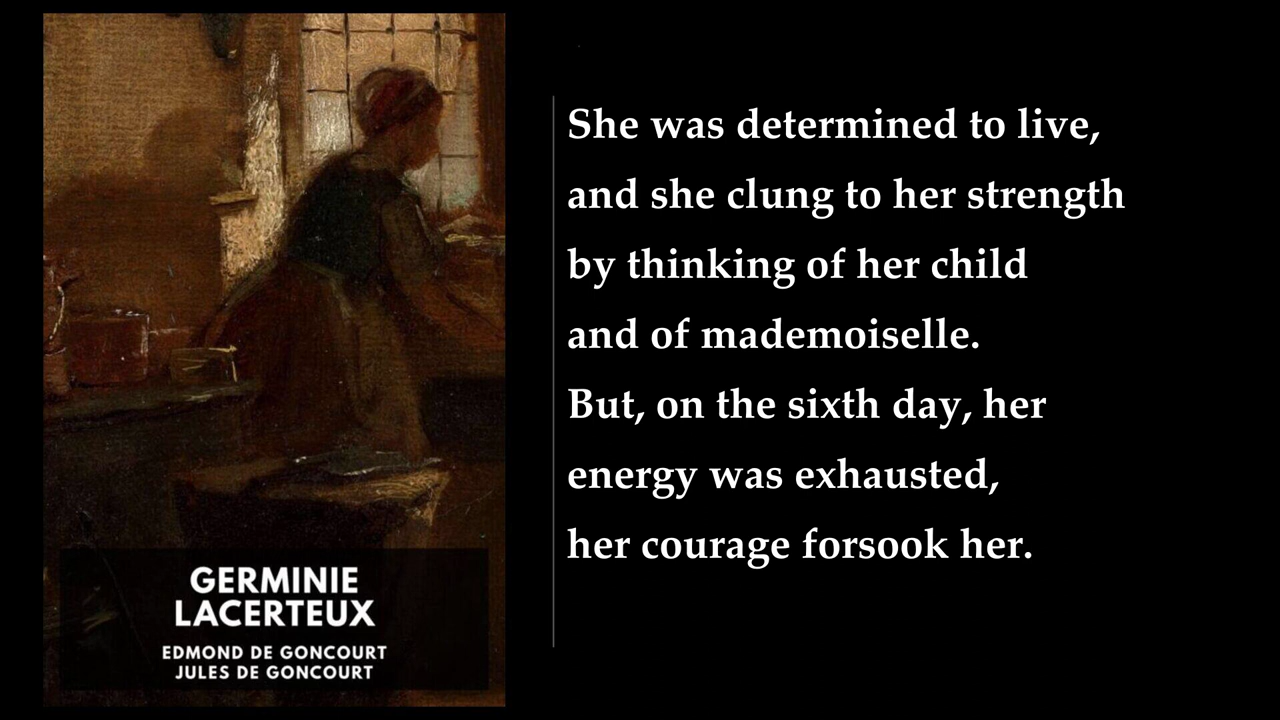 GERMINIE
LACERTEUX
EDMOND DE GONCOURT
JULES DE GONCOURT
She was determined to live,
and she clung to her strength
by thinking of her child
and of mademoiselle.
But, on the sixth day, her
energy was exhausted,
her courage forsook her.